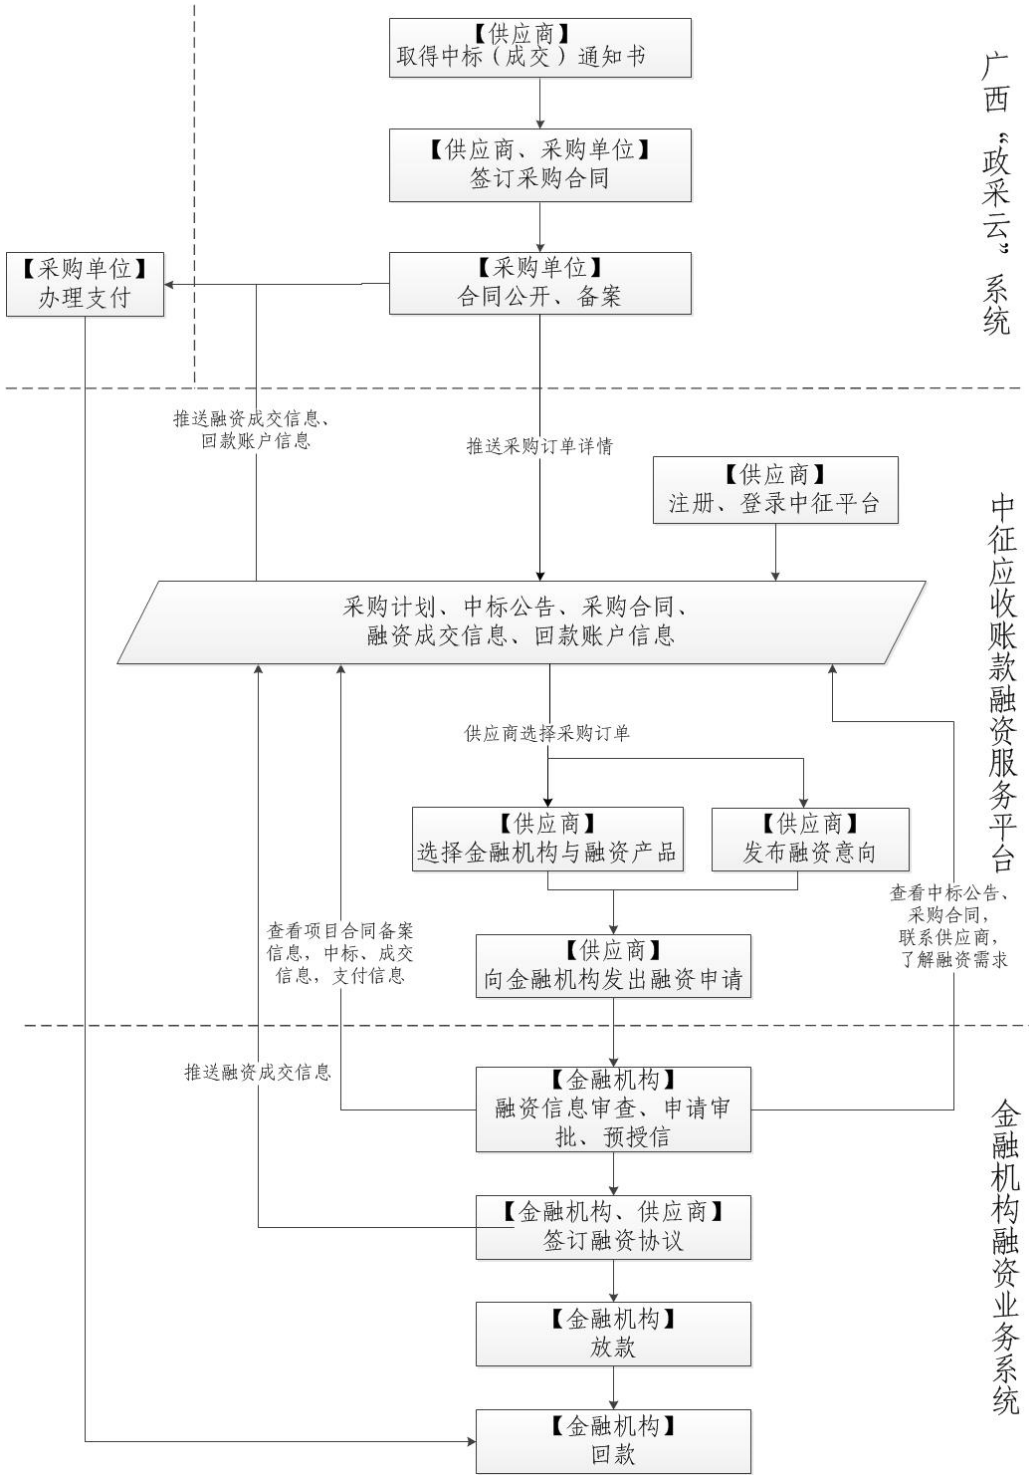 【供应商】
取得中标（成交）通知书
【供应商、采购单位】
签订采购合同
【采购单位】
合同公开、备案
【采购单位】
办理支付
广西“政采云”系统
推送融资成交信息、
回款账户信息
推送采购订单详情
【供应商】
注册、登录中征平台
采购计划、中标公告、采购合同、
融资成交信息、回款账户信息
供应商选择采购订单
【供应商】
选择金融机构与融资产品
【供应商】
发布融资意向
中征应收账款融资服务平台
查看项目合同备案
信息，中标、成交
信息，支付信息
【供应商】
向金融机构发出融资申请
查看中标公告、
采购合同，
联系供应商，
了解融资需求
推送融资成交信息
【金融机构】
融资信息审查、申请审
批、预授信
【金融机构、供应商】
签订融资协议
【金融机构】
放款
【金融机构】
回款
金融机构融资业务系统